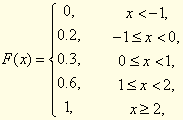 F(x) = { 0, x < -1,
0.2, -1 ≤ x < 0,
0.3, 0 ≤ x < 1,
0.6, 1 ≤ x < 2,
1, x ≥ 2,